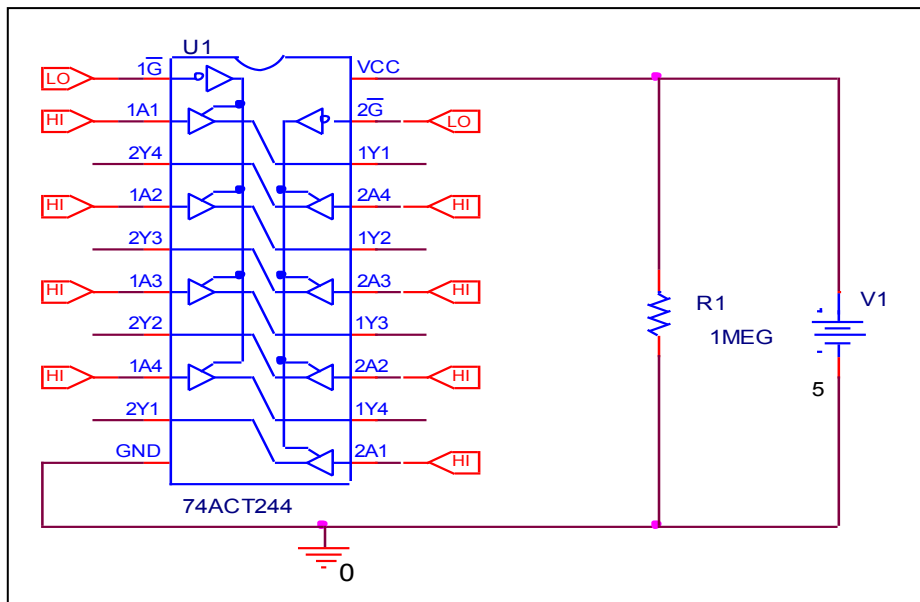 U1
LO 1G VCC
HI 1A1 2G LO
2Y4 1Y1
HI 1A2 2A4 HI
2Y3 1Y2
HI 1A3 2A3 HI
R1 V1
1MEG
2Y2 1Y3
HI 1A4 2A2 HI
5
2Y1 1Y4
GND 2A1 HI
74ACT244
0